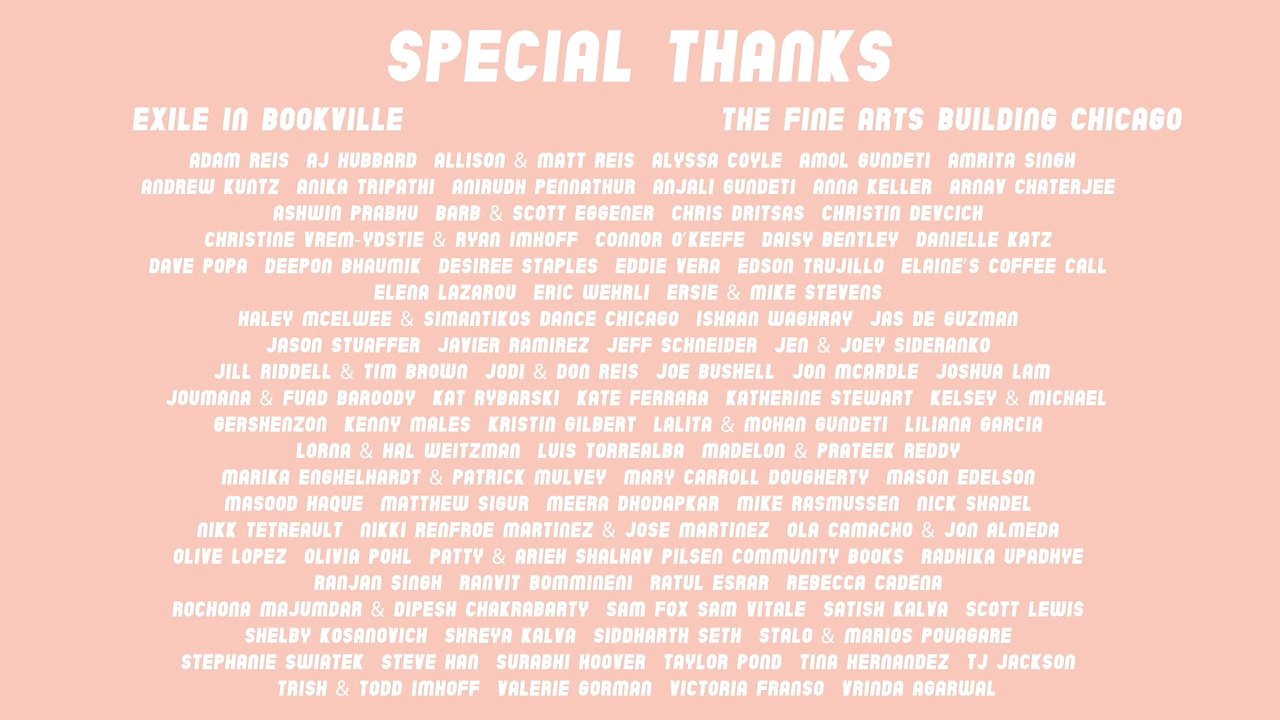 SPECIAL THANKS
EXILE IN BOOKVILLE THE FINE ARTS BUILDING CHICAGO
ADAM REIS AJ HUBBARD ALLISON & MATT REIS ALYSSA COYLE AMOL GUNDETI AMRITA SINGH
ANDREW KUNTZ ANIKA TRIPATHI ANIRUDH PENNATHUR ANJALI GUNDETI ANNA KELLER ARNAV CHATERJEE
ASHWIN PRABHU BARB & SCOTT EGGENER CHRIS DRITSAS CHRISTIN DEVCICH
CHRISTINE VREM-YDSTIE & RYAN IMHOFF CONNOR O'KEEFE DAISY BENTLEY DANIELLE KATZ
DAVE POPA DEEPON BHAUMIK DESIREE STAPLES EDDIE VERA EDSON TRUJILLO ELAINE'S COFFEE CALL
ELENA LAZAROU ERIC WEHRLI ERSIE & MIKE STEVENS
HALEY MCELWEE & SIMANTIKOS DANCE CHICAGO ISHAAN WAGHRAY JAS DE GUZMAN
JASON STUAFFER JAVIER RAMIREZ JEFF SCHNEIDER JEN & JOEY SIDERANKO
JILL RIDDELL & TIM BROWN JODI & DON REIS JOE BUSHELL JON MCARDLE JOSHUA LAM
JOUMANA & FUAD BAROODY KAT RYBARSKI KATE FERRARA KATHERINE STEWART KELSEY & MICHAEL
GERSHENZON KENNY MALES KRISTIN GILBERT LALITA & MOHAN GUNDETI LILIANA GARCIA
LORNA & HAL WEITZMAN LUIS TORREALBA MADELON & PRATEEK REDDY
MARIKA ENGHELHARDT & PATRICK MULVEY MARY CARROLL DOUGHERTY MASON EDELSON
MASOOD HAQUE MATTHEW SIGUR MEERA DHODAPKAR MIKE RASMUSSEN NICK SHADEL
NIKK TETREAULT NIKKI RENFROE MARTINEZ & JOSE MARTINEZ OLA CAMACHO & JON ALMEDA
OLIVE LOPEZ OLIVIA POHL PATTY & ARIEH SHALHAV PILSEN COMMUNITY BOOKS RADHIKA UPADHYE
RANJAN SINGH RANVIT BOMMINENI RATUL ESRAR REBECCA CADENA
ROCHONA MAJUMDAR & DIPESH CHAKRABARTY SAM FOX SAM VITALE SATISH KALVA SCOTT LEWIS
SHELBY KOSANOVICH SHREYA KALVA SIDDHARTH SETH STALO & MARIOS POUAGARE
STEPHANIE SWIATEK STEVE HAN SURABHI HOOVER TAYLOR POND TINA HERNANDEZ TJ JACKSON
TRISH & TODD IMHOFF VALERIE GORMAN VICTORIA FRANSO VRINDA AGARWAL